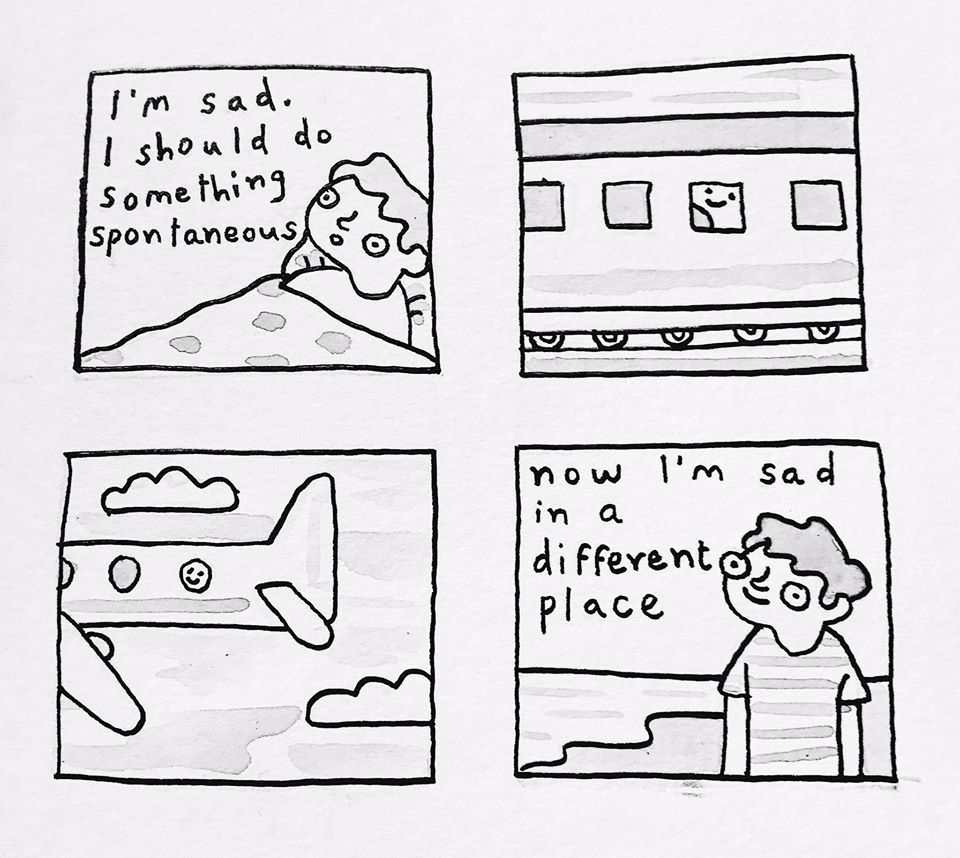 I'm sad.
I should do
something
spontaneous
now I'm sad
in a
different
place